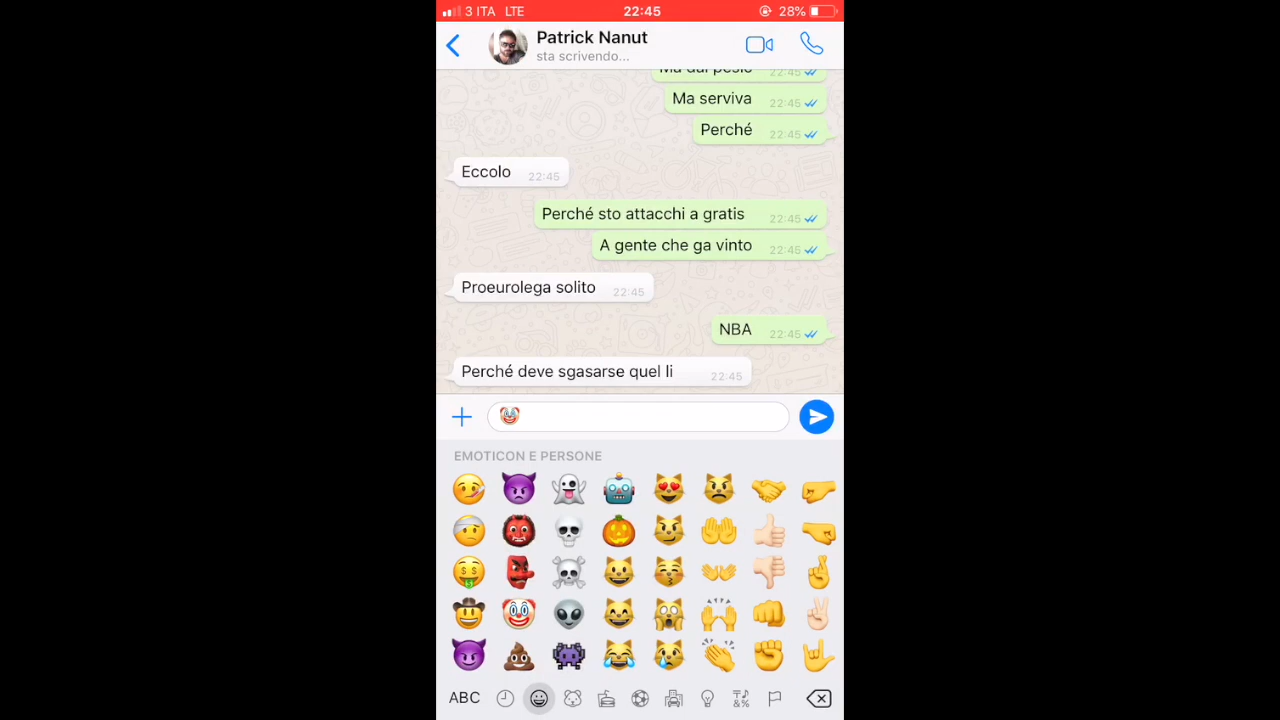 3 ITA LTE 22:45 28%
Patrick Nanut
sta scrivendo...
22:45
Ma serviva 22:45
Perché 22:45
Eccolo 22:45
Perché sto attacchi a gratis 22:45
A gente che ga vinto 22:45
Proeurolega solito 22:45
NBA 22:45
Perché deve sgasarse quel li 22:45
EMOTICON E PERSONE
ABC